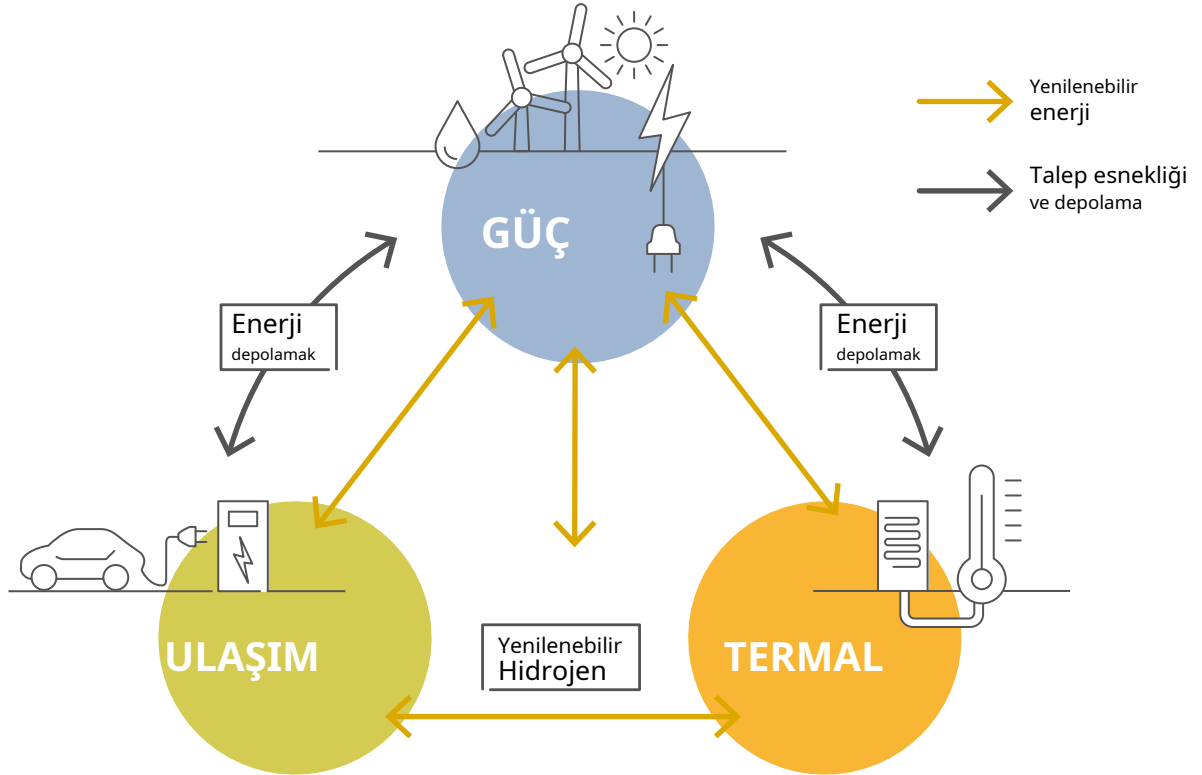 Yenilenebilir
enerji
Talep esnekliği
ve depolama
GÜÇ
Enerji
depolamak
Enerji
depolamak
ULAŞIM
Yenilenebilir
Hidrojen
TERMAL